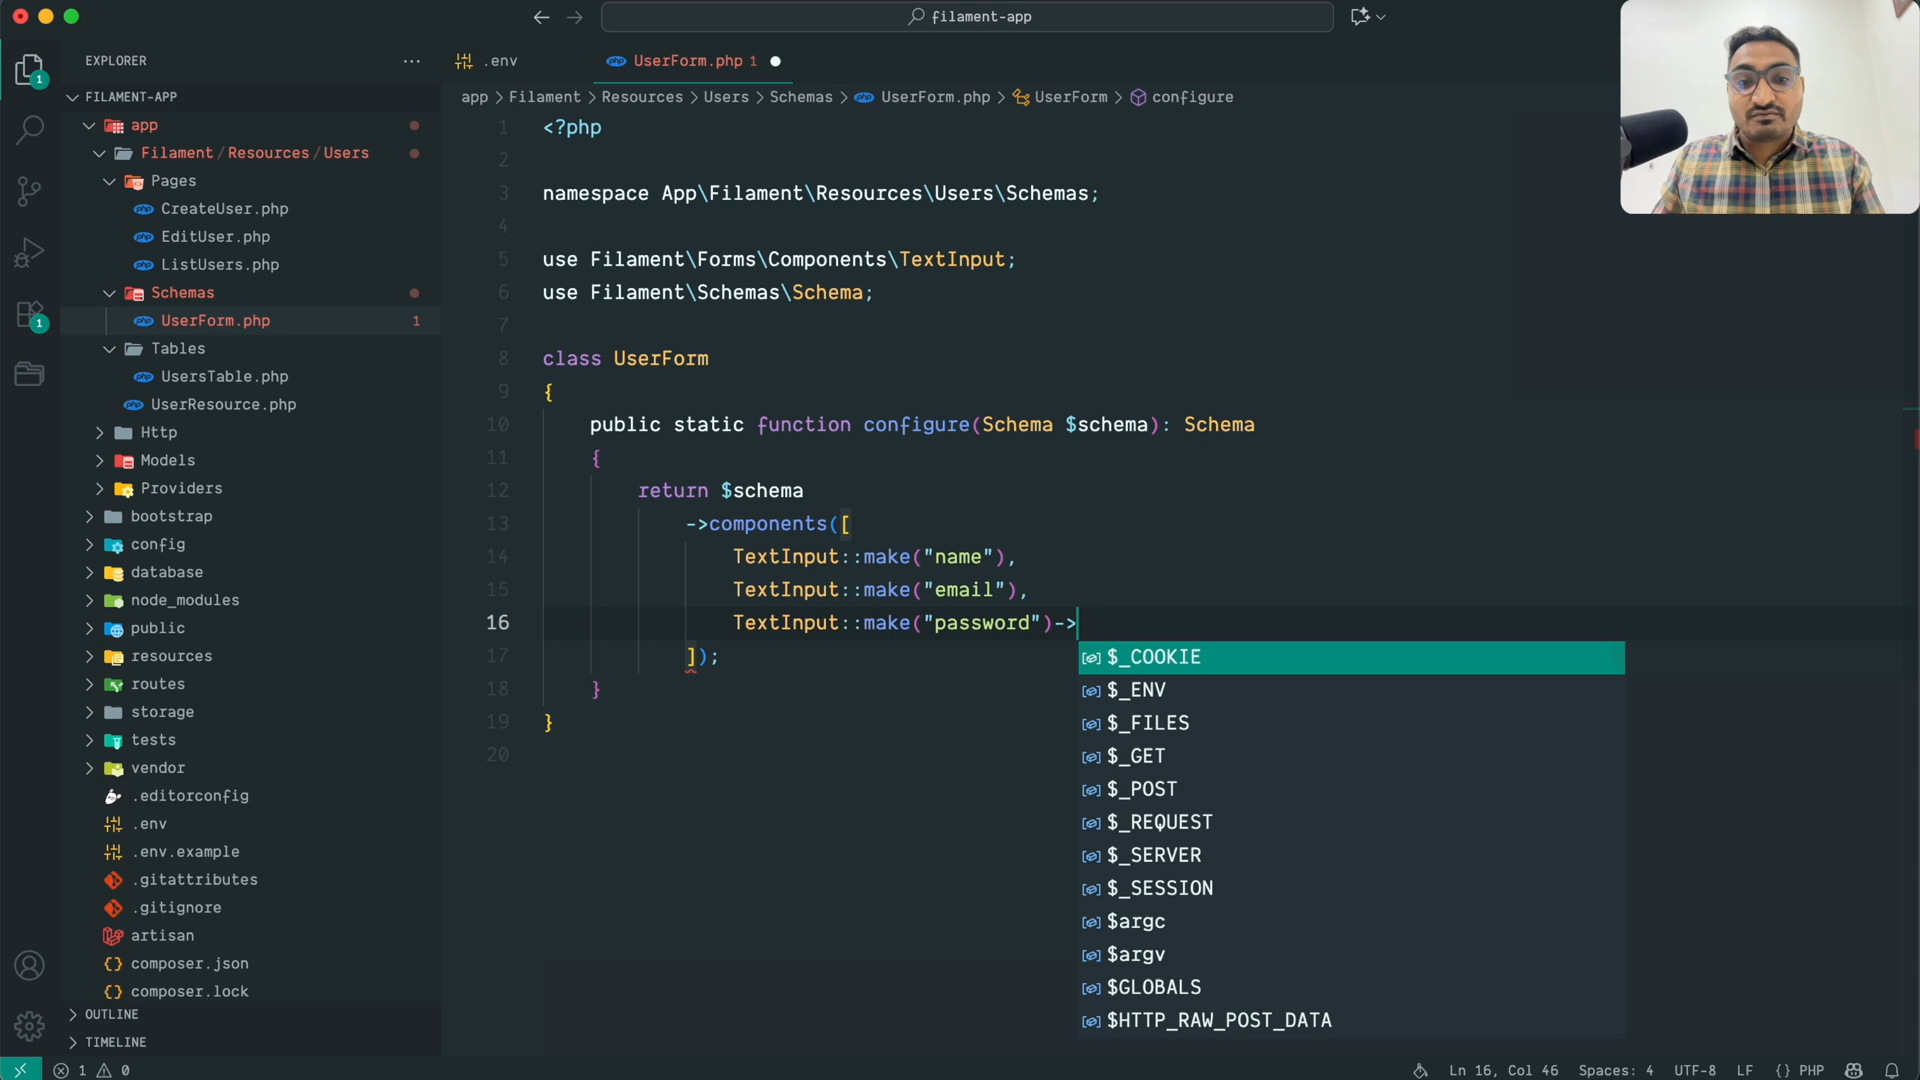 filament-app
EXPLORER
FILAMENT-APP
app
Filament/Resources/Users
Pages
CreateUser.php
EditUser.php
ListUsers.php
Schemas
UserForm.php 1
Tables
UsersTable.php
UserResource.php
Http
Models
Providers
bootstrap
config
database
node_modules
public
resources
routes
storage
tests
vendor
.editorconfig
.env
.env.example
.gitattributes
.gitignore
artisan
composer.json
composer.lock
OUTLINE
TIMELINE
1
1
.env
UserForm.php 1
app > Filament > Resources > Users > Schemas > UserForm.php > UserForm > configure
1 <?php
2
3 namespace App\Filament\Resources\Users\Schemas;
4
5 use Filament\Forms\Components\TextInput;
6 use Filament\Schemas\Schema;
7
8 class UserForm
9 {
10 public static function configure(Schema $schema): Schema
11 {
12 return $schema
13 ->components([
14 TextInput::make("name"),
15 TextInput::make("email"),
16 TextInput::make("password")->
17 ]);
18 }
19 }
20
$_COOKIE
$_ENV
$_FILES
$_GET
$_POST
$_REQUEST
$_SERVER
$_SESSION
$argc
$argv
$GLOBALS
$HTTP_RAW_POST_DATA
1 0
Ln 16, Col 46 Spaces: 4 UTF-8 LF {} PHP